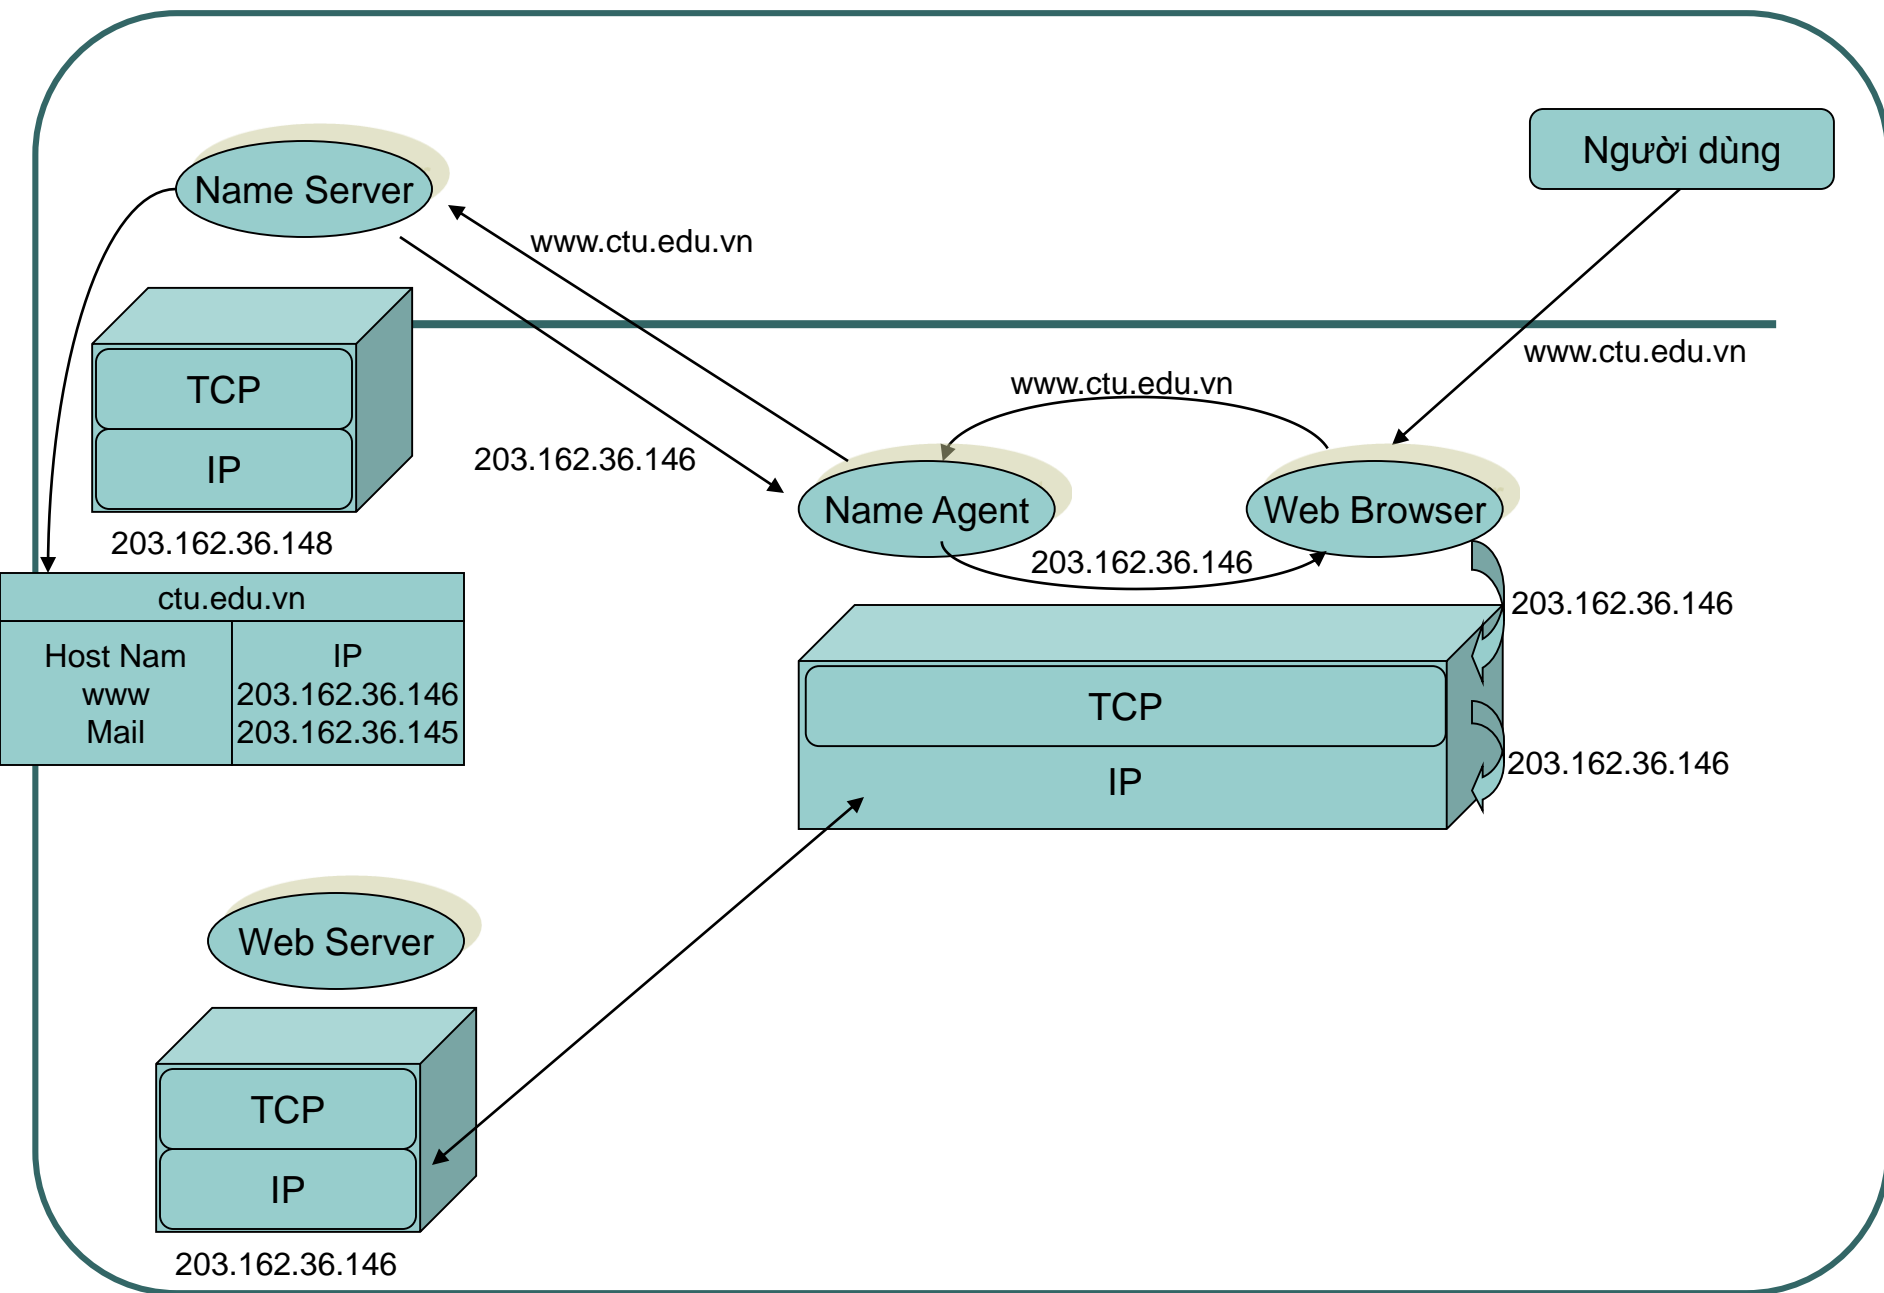 Người dùng
Name Server
www.ctu.edu.vn
www.ctu.edu.vn
www.ctu.edu.vn
TCP
IP
203.162.36.146
Name Agent
Web Browser
203.162.36.148
203.162.36.146
ctu.edu.vn
203.162.36.146
Host Nam IP
www 203.162.36.146
Mail 203.162.36.145
TCP
IP
203.162.36.146
Web Server
TCP
IP
203.162.36.146